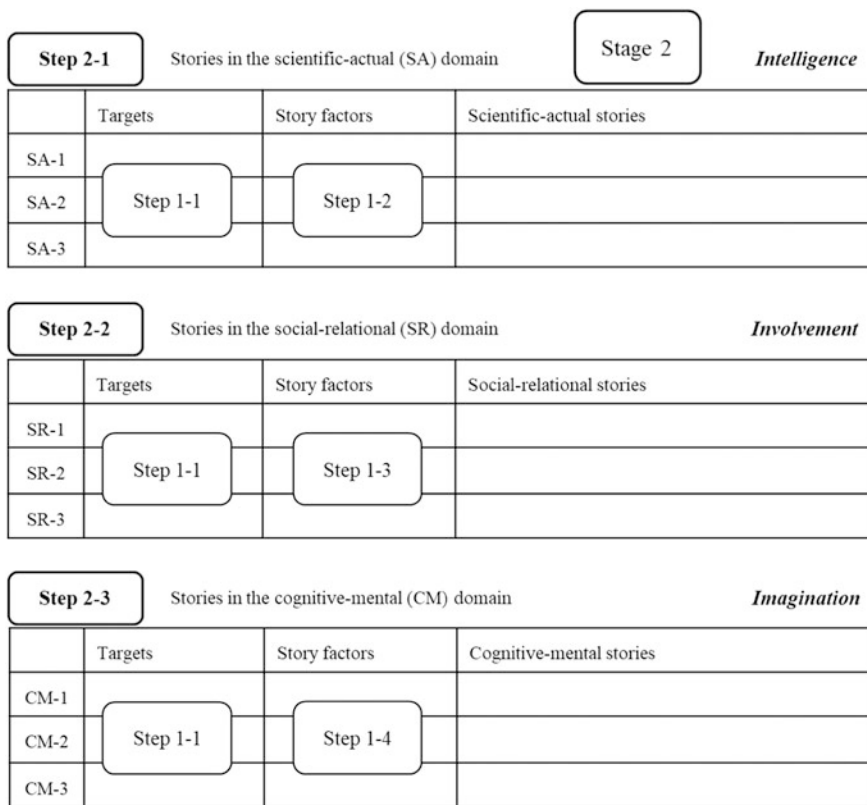 Stage 2
Step 2-1 Stories in the scientific-actual (SA) domain Intelligence
Targets Story factors Scientific-actual stories
SA-1
SA-2 Step 1-1 Step 1-2
SA-3
Step 2-2 Stories in the social-relational (SR) domain Involvement
Targets Story factors Social-relational stories
SR-1
SR-2 Step 1-1 Step 1-3
SR-3
Step 2-3 Stories in the cognitive-mental (CM) domain Imagination
Targets Story factors Cognitive-mental stories
CM-1
CM-2 Step 1-1 Step 1-4
CM-3